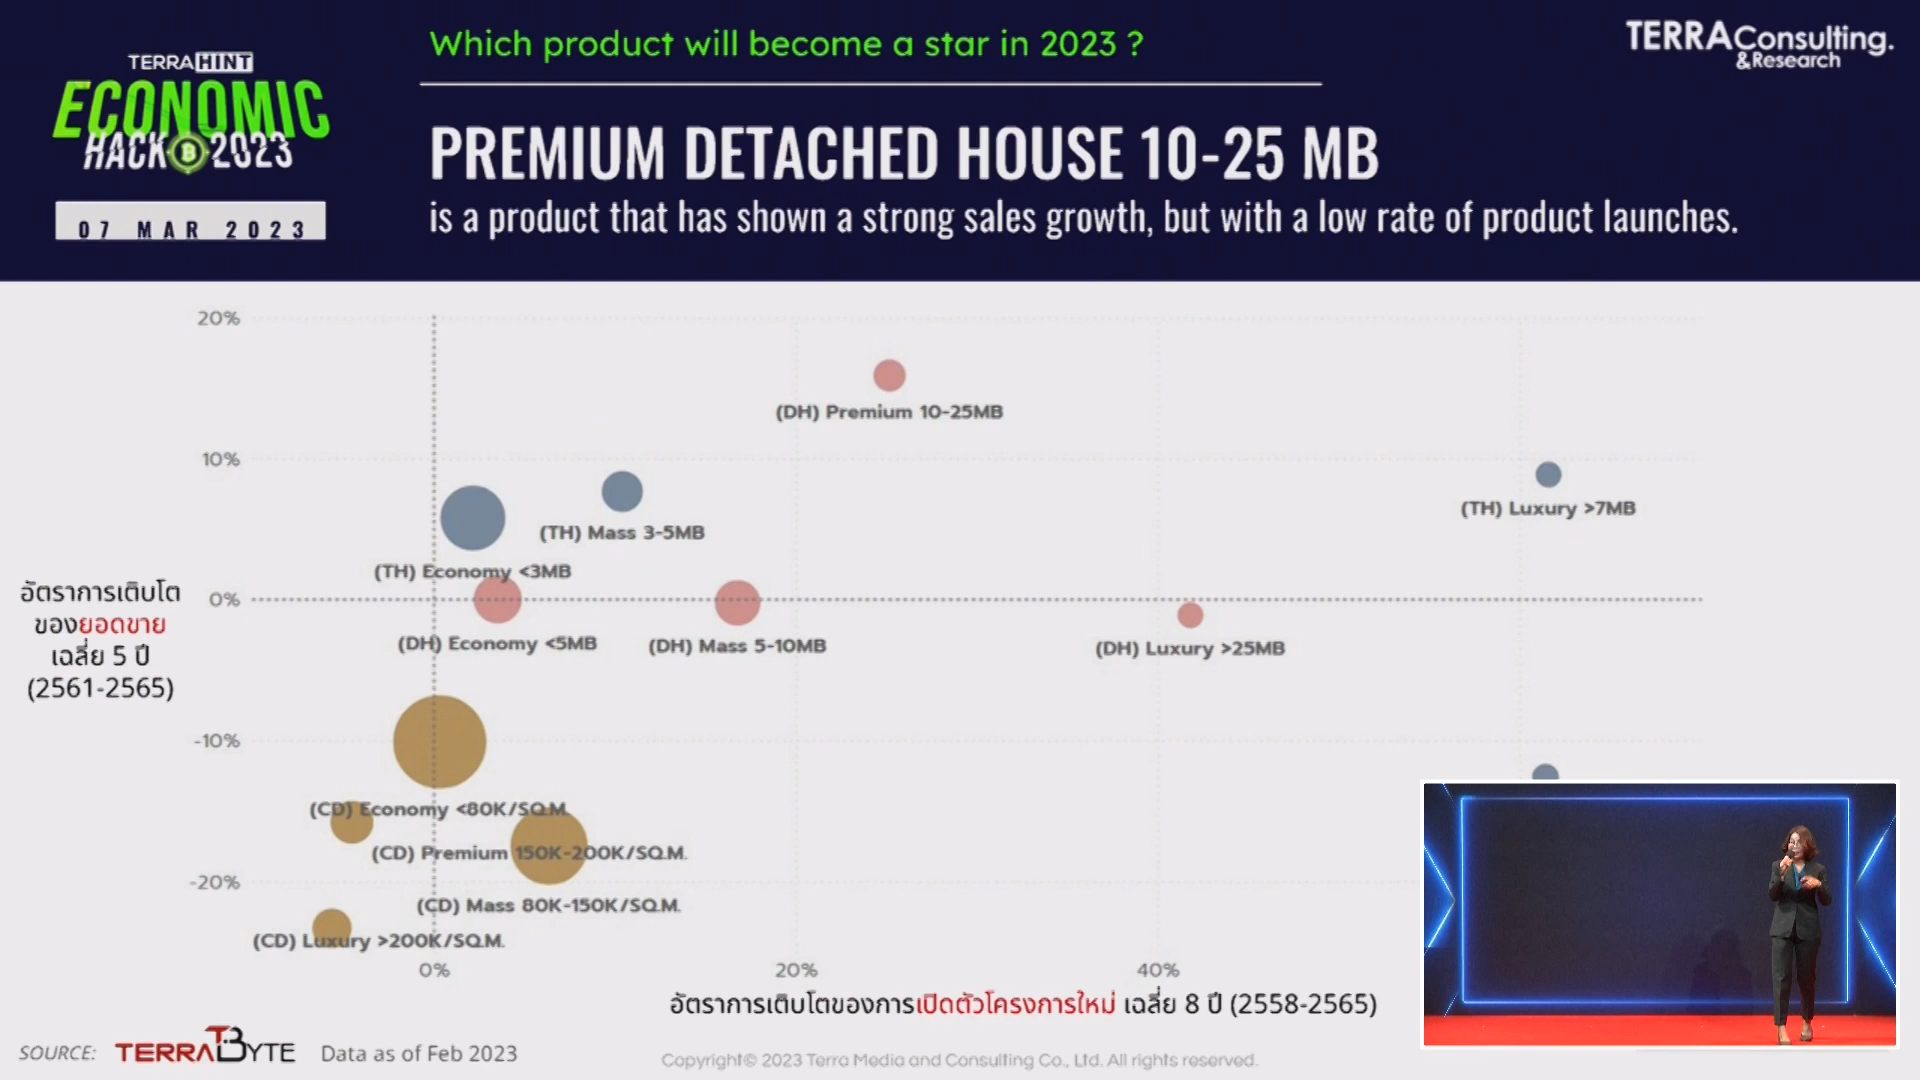 TERRAHINT
ECONOMIC
HACK 2023
07 MAR 2023
Which product will become a star in 2023 ?
TERRA Consulting.
&Research
PREMIUM DETACHED HOUSE 10-25 MB
is a product that has shown a strong sales growth, but with a low rate of product launches.
20%
(DH) Premium 10-25MB
10%
(TH) Luxury >7MB
(TH) Mass 3-5MB
(TH) Economy <3MB
อัตราการเติบโต
ของยอดขาย
เฉลี่ย 5 ปี
(2561-2565)
0%
(DH) Economy <5MB
(DH) Mass 5-10MB
(DH) Luxury >25MB
-10%
(CD) Economy <80K/SQ.M.
(CD) Premium 150K-200K/SQ.M.
-20%
(CD) Mass 80K-150K/SQ.M.
(CD) Luxury >200K/SQ.M.
0%
20%
40%
อัตราการเติบโตของการเปิดตัวโครงการใหม่ เฉลี่ย 8 ปี (2558-2565)
SOURCE: TERRABYTE Data as of Feb 2023
Copyright© 2023 Terra Media and Consulting Co., Ltd. All rights reserved.